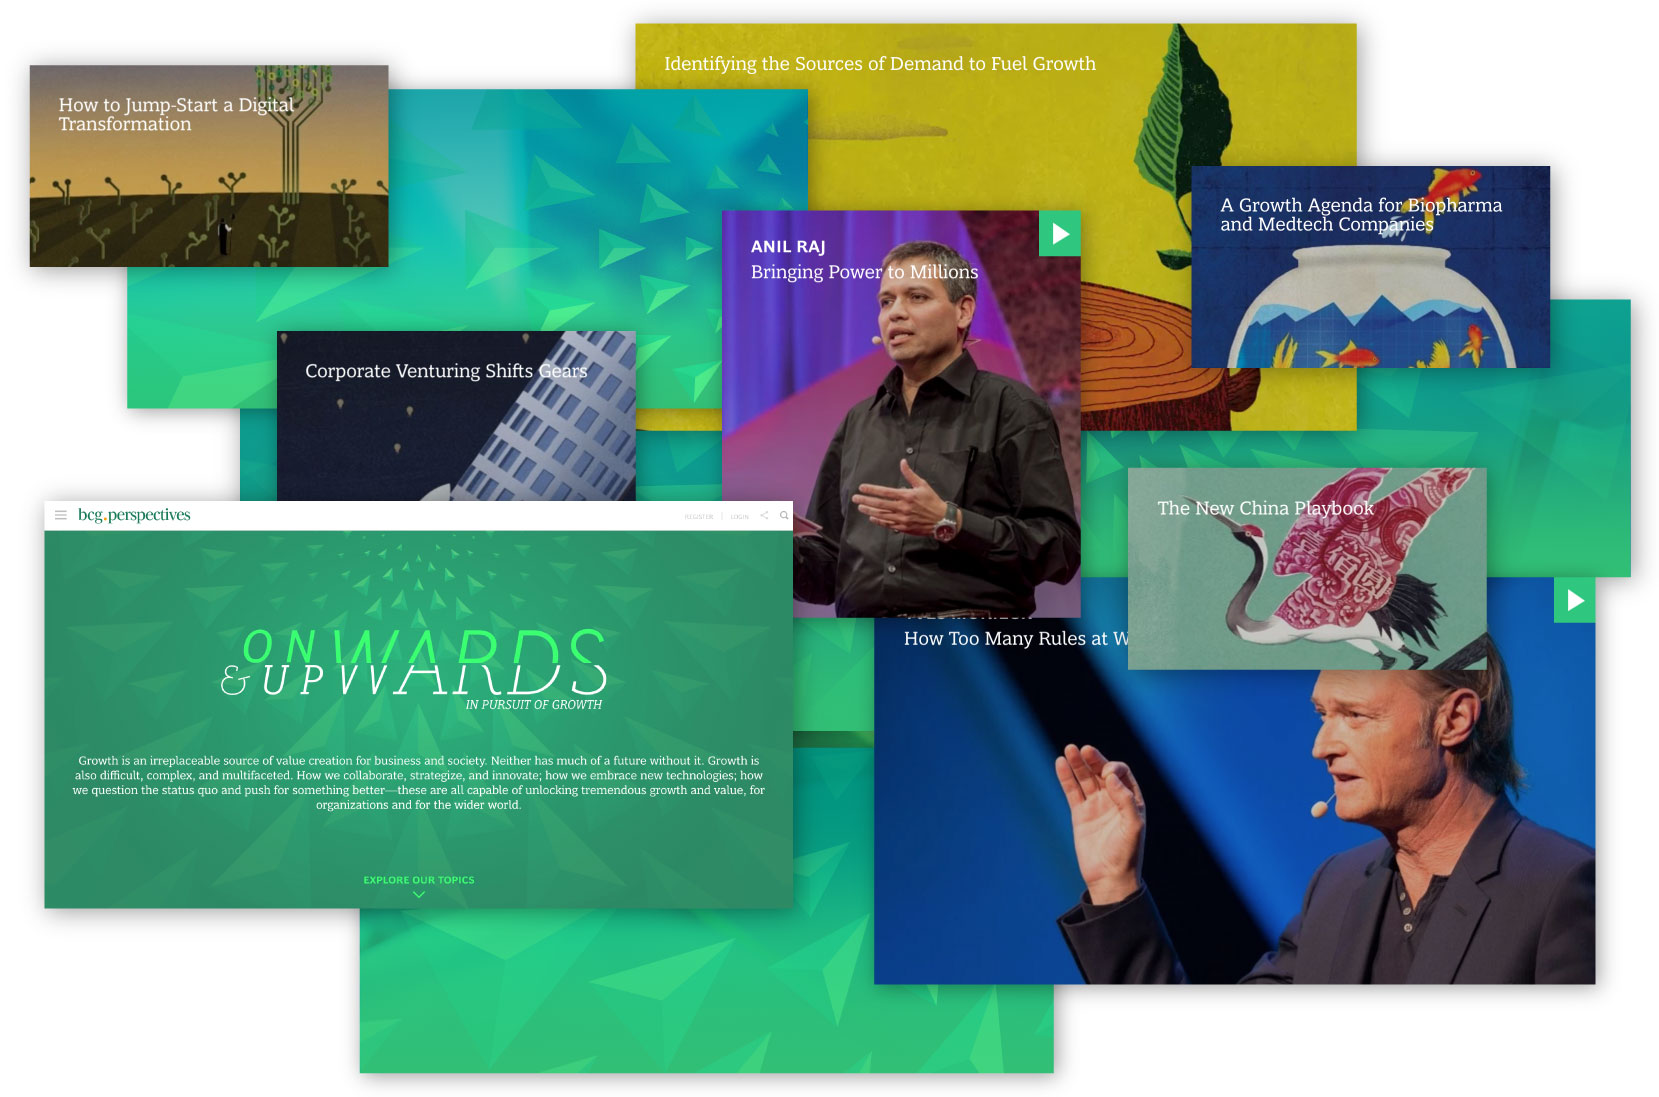 Identifying the Sources of Demand to Fuel Growth
How to Jump-Start a Digital
Transformation
A Growth Agenda for Biopharma
and Medtech Companies
ANIL RAJ
Bringing Power to Millions
Corporate Venturing Shifts Gears
The New China Playbook
bcg.perspectives
REGISTER | LOGIN
How Too Many Rules at W
ONWARDS
& UPWARDS
IN PURSUIT OF GROWTH
Growth is an irreplaceable source of value creation for business and society. Neither has much of a future without it. Growth is
also difficult, complex, and multifaceted. How we collaborate, strategize, and innovate; how we embrace new technologies; how
we question the status quo and push for something better—these are all capable of unlocking tremendous growth and value, for
organizations and for the wider world.
EXPLORE OUR TOPICS